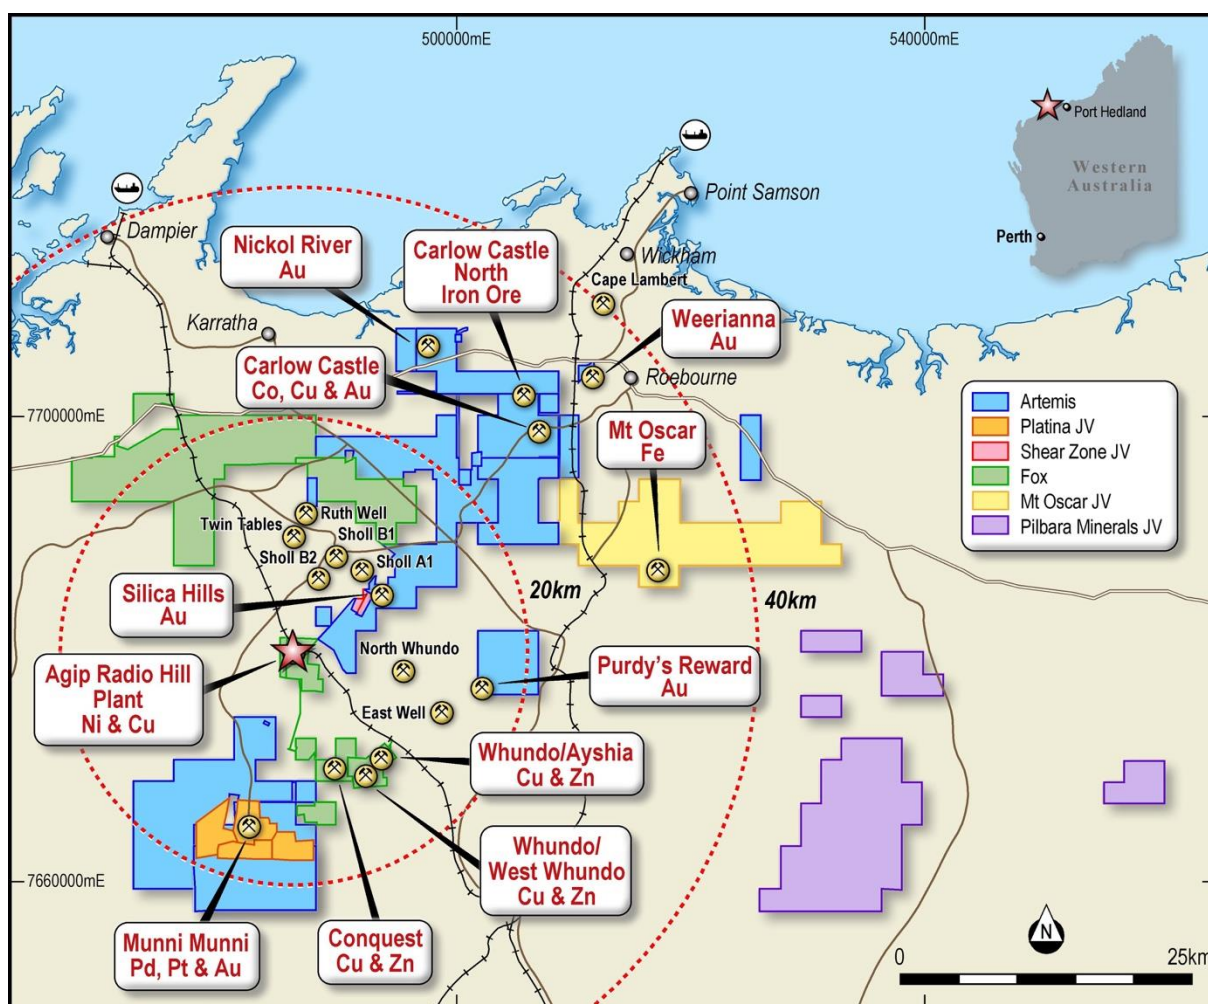 500000mE
540000mE
Port Hedland
Western
Australia
Perth
Point Samson
Dampier
Wickham
Cape Lambert
Nickol River
Au
Carlow Castle
North
Iron Ore
Weerianna
Au
Karratha
Roebourne
Carlow Castle
Co, Cu & Au
7700000mE
Mt Oscar
Fe
Artemis
Platina JV
Shear Zone JV
Fox
Mt Oscar JV
Pilbara Minerals JV
Ruth Well
Twin Tables
Sholl B1
Sholl B2
Sholl A1
Silica Hills
Au
20km
40km
North Whundo
Agip Radio Hill
Plant
Ni & Cu
Purdy's Reward
Au
East Well
Whundo/Ayshia
Cu & Zn
Whundo/
West Whundo
Cu & Zn
7660000mE
Munni Munni
Pd, Pt & Au
Conquest
Cu & Zn
N
0
25km